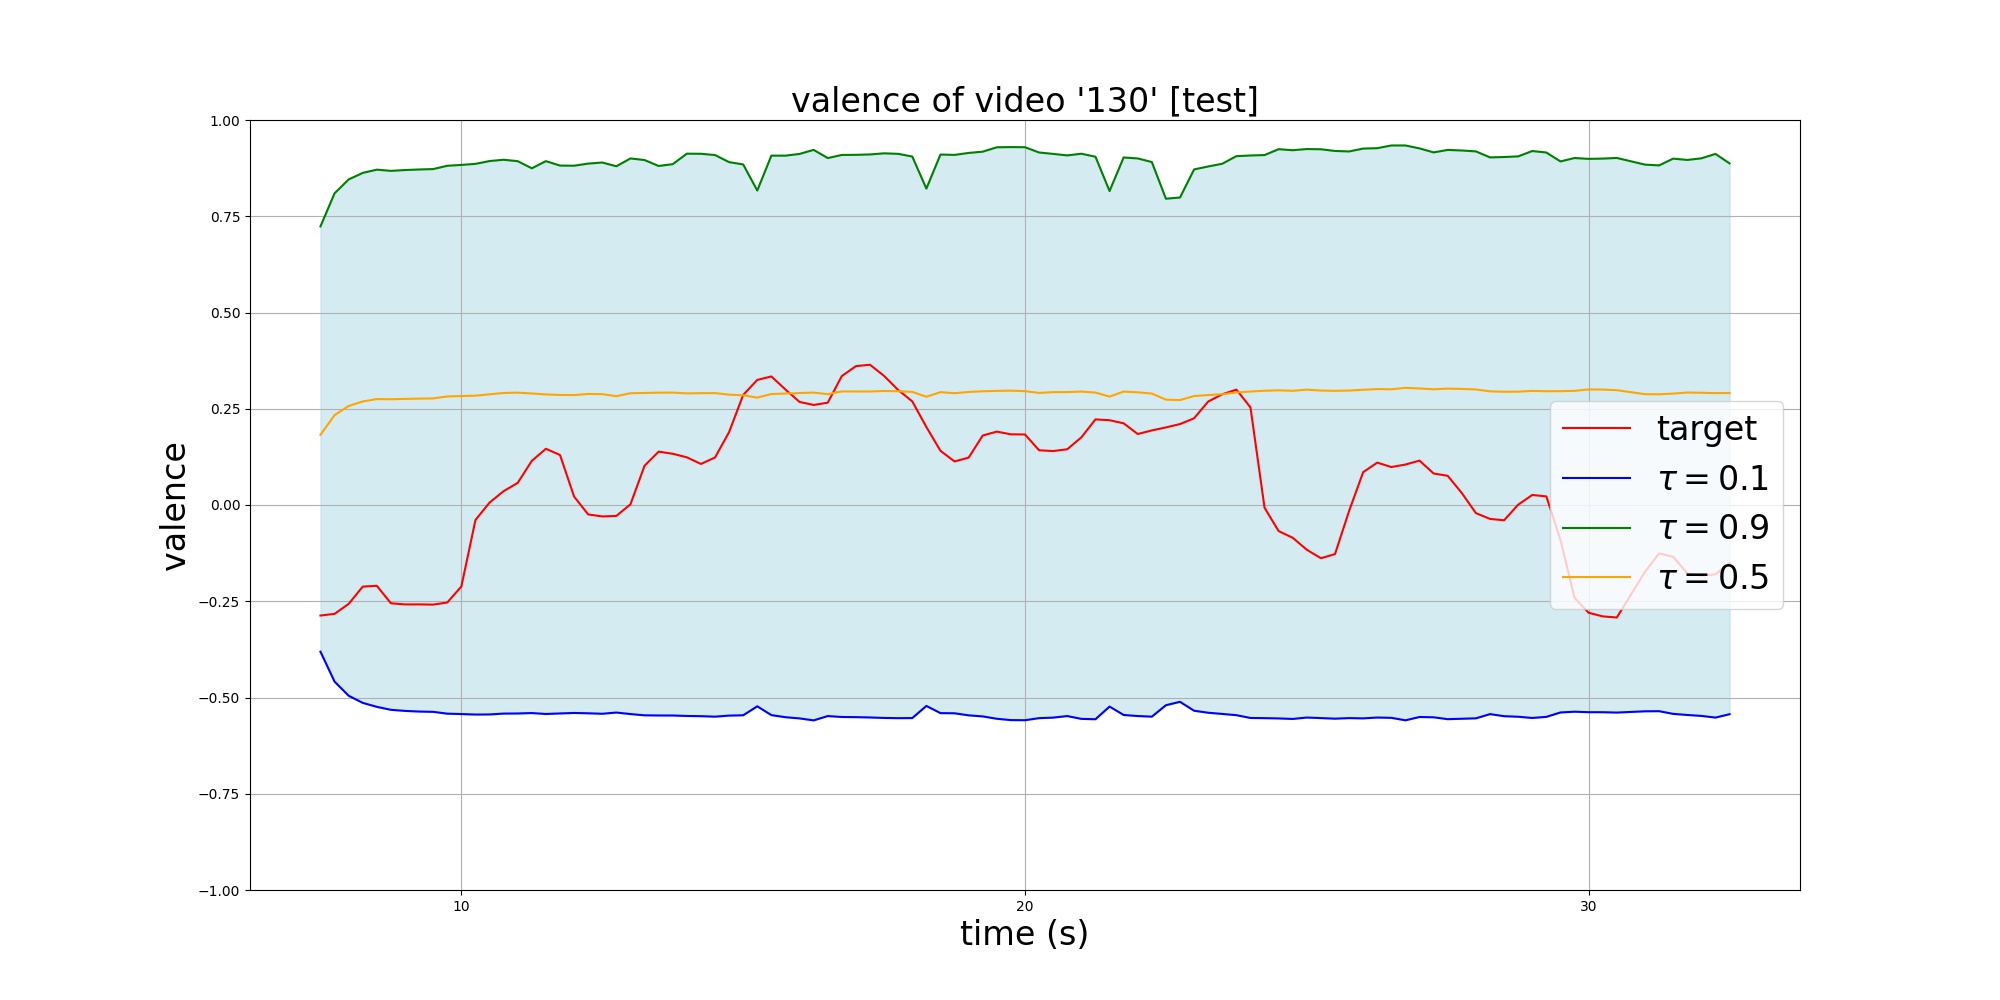 valence of video '130' [test]
1.00
0.75
0.50
0.25
0.00
−0.25
−0.50
−0.75
−1.00
valence
target
τ = 0.1
τ = 0.9
τ = 0.5
10
20
30
time (s)